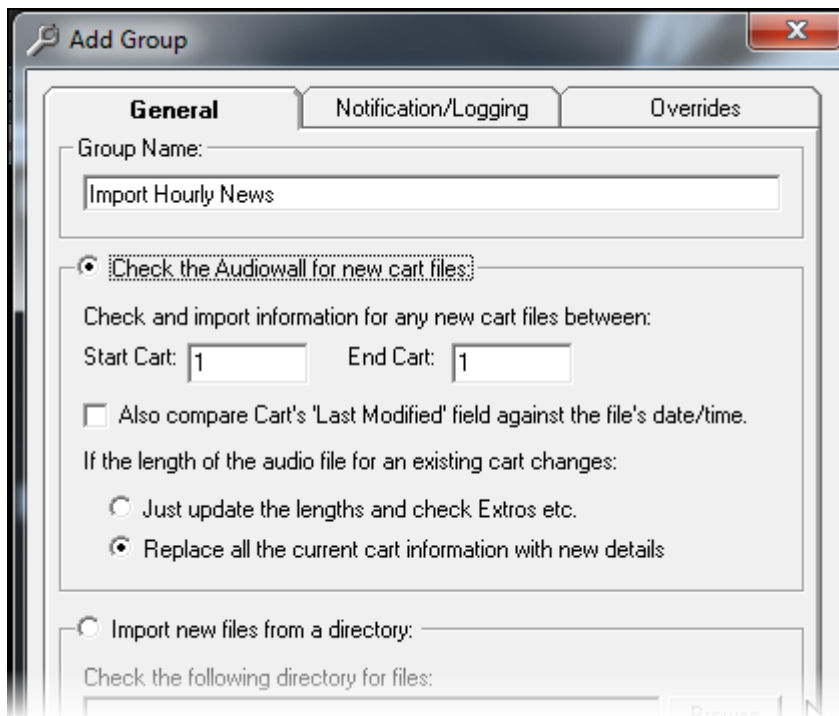 Add Group
General Notification/Logging Overrides
Group Name:
Import Hourly News
Check the Audiowall for new cart files:
Check and import information for any new cart files between:
Start Cart: 1 End Cart: 1
Also compare Cart's 'Last Modified' field against the file's date/time.
If the length of the audio file for an existing cart changes:
Just update the lengths and check Extros etc.
Replace all the current cart information with new details
Import new files from a directory:
Check the following directory for files:
Browse